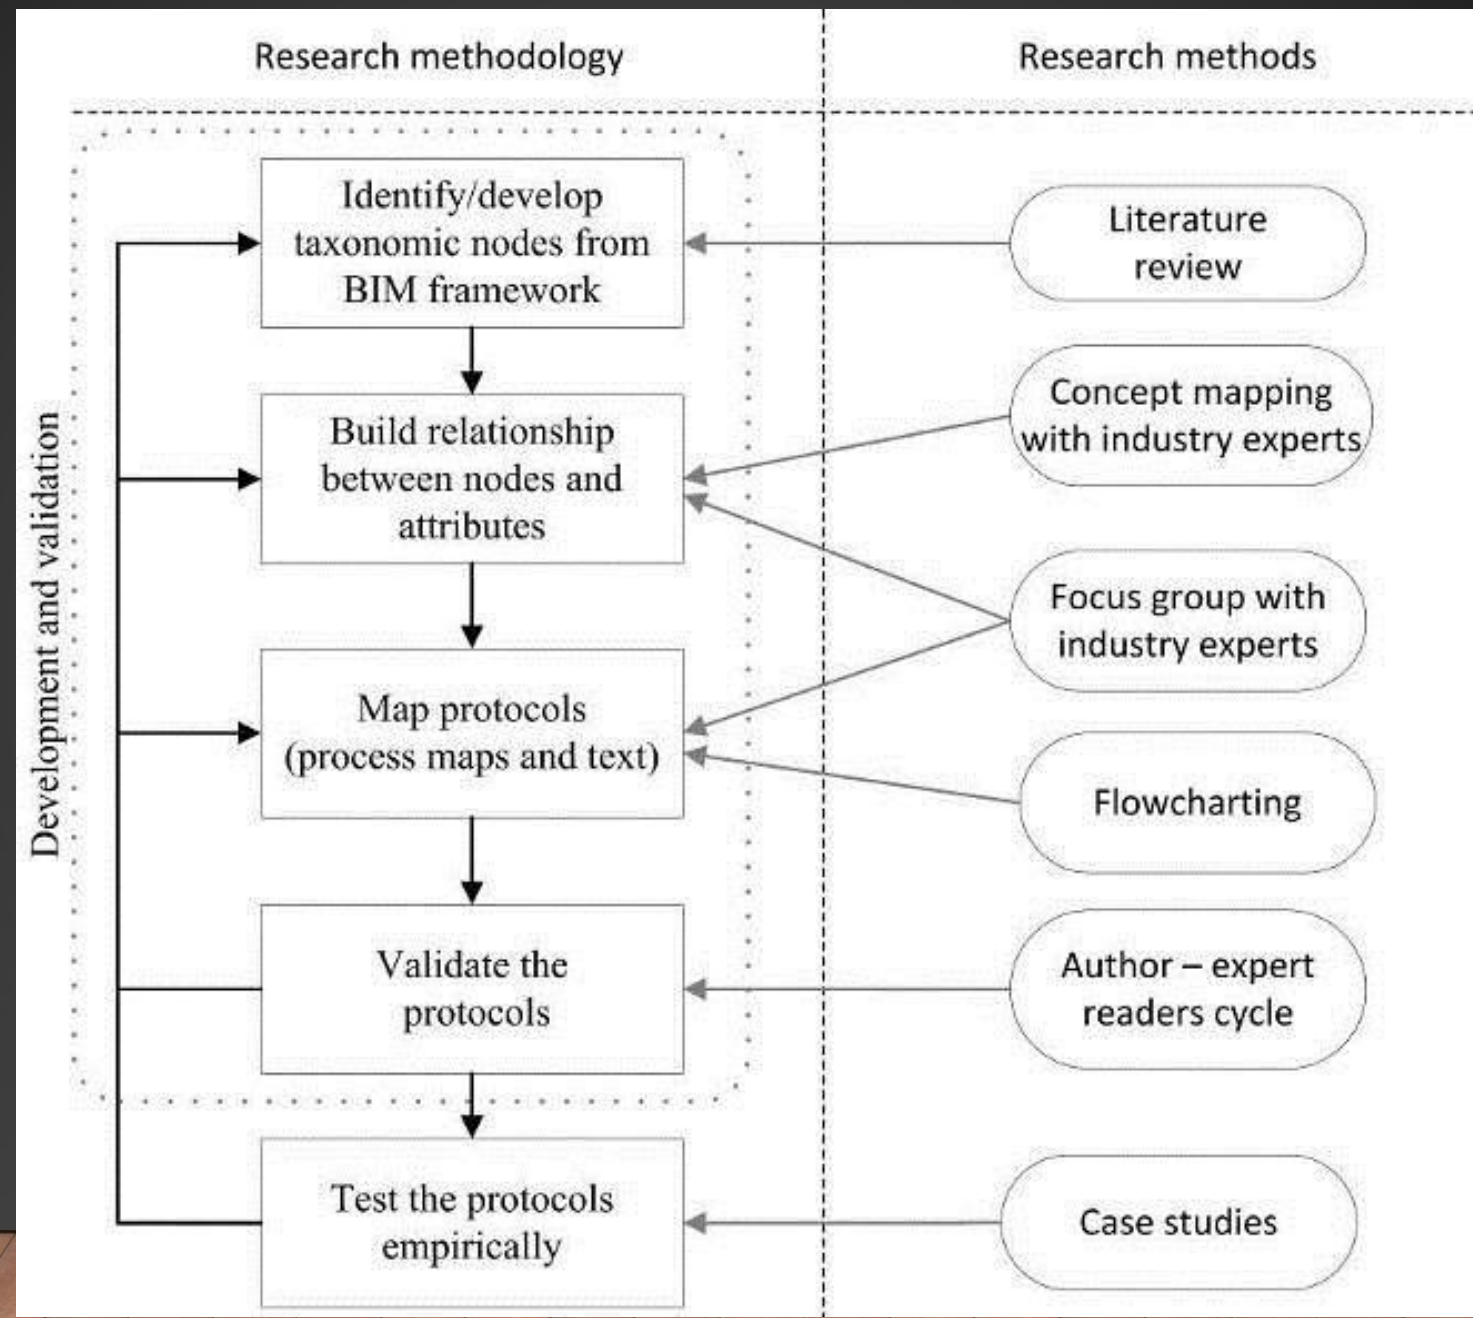 Research methodology
Research methods
Identify/develop
taxonomic nodes from
BIM framework
Literature
review
Build relationship
between nodes and
attributes
Concept mapping
with industry experts
Focus group with
industry experts
Development and validation
Map protocols
(process maps and text)
Flowcharting
Validate the
protocols
Author – expert
readers cycle
Test the protocols
empirically
Case studies